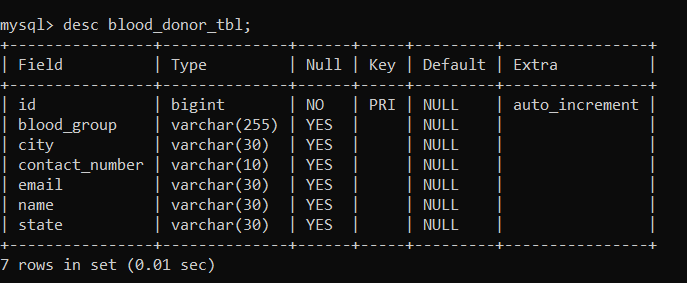 mysql> desc blood_donor_tbl;
+----------------+--------------+------+-----+---------+----------------+
| Field          | Type         | Null | Key | Default | Extra          |
+----------------+--------------+------+-----+---------+----------------+
| id             | bigint       | NO   | PRI | NULL    | auto_increment |
| blood_group    | varchar(255) | YES  |     | NULL    |                |
| city           | varchar(30)  | YES  |     | NULL    |                |
| contact_number | varchar(10)  | YES  |     | NULL    |                |
| email          | varchar(30)  | YES  |     | NULL    |                |
| name           | varchar(30)  | YES  |     | NULL    |                |
| state          | varchar(30)  | YES  |     | NULL    |                |
+----------------+--------------+------+-----+---------+----------------+
7 rows in set (0.01 sec)